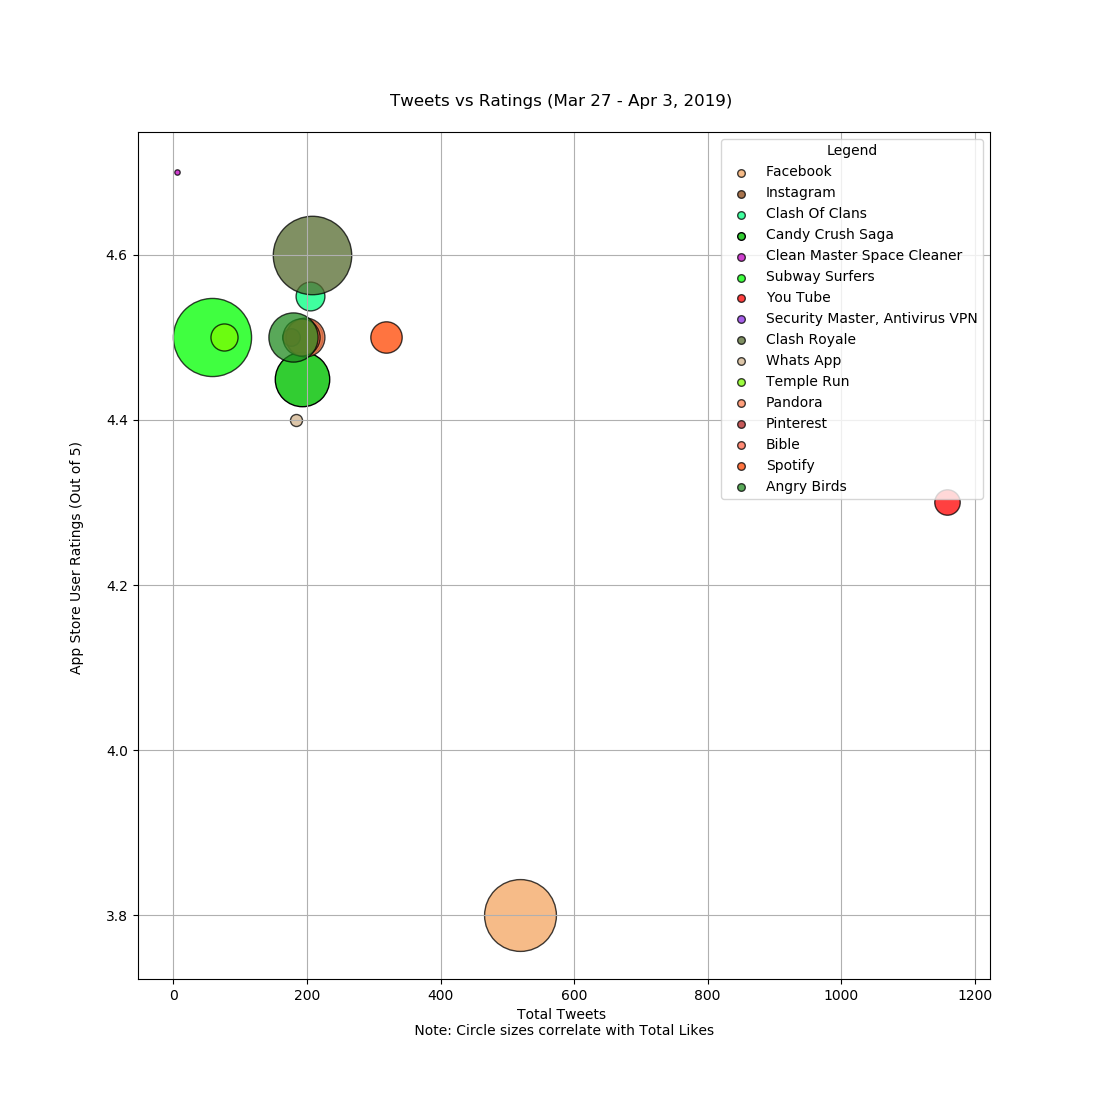 Tweets vs Ratings (Mar 27 - Apr 3, 2019)
Legend
Facebook
Instagram
Clash Of Clans
Candy Crush Saga
Clean Master Space Cleaner
Subway Surfers
You Tube
Security Master, Antivirus VPN
Clash Royale
Whats App
Temple Run
Pandora
Pinterest
Bible
Spotify
Angry Birds
App Store User Ratings (Out of 5)
4.6
4.4
4.2
4.0
3.8
0 200 400 600 800 1000 1200
Total Tweets
Note: Circle sizes correlate with Total Likes